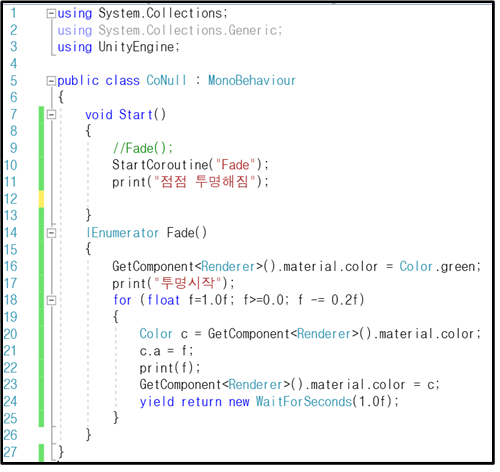 1 using System.Collections;
2 using System.Collections.Generic;
3 using UnityEngine;
4
5 public class CoNull : MonoBehaviour
6 {
7 void Start()
8 {
9 //Fade();
10 StartCoroutine("Fade");
11 print("점점 투명해짐");
12
13 }
14 IEnumerator Fade()
15 {
16 GetComponent<Renderer>().material.color = Color.green;
17 print("투명시작");
18 for (float f=1.0f; f>=0.0; f -= 0.2f)
19 {
20 Color c = GetComponent<Renderer>().material.color;
21 c.a = f;
22 print(f);
23 GetComponent<Renderer>().material.color = c;
24 yield return new WaitForSeconds(1.0f);
25 }
26 }
27 }